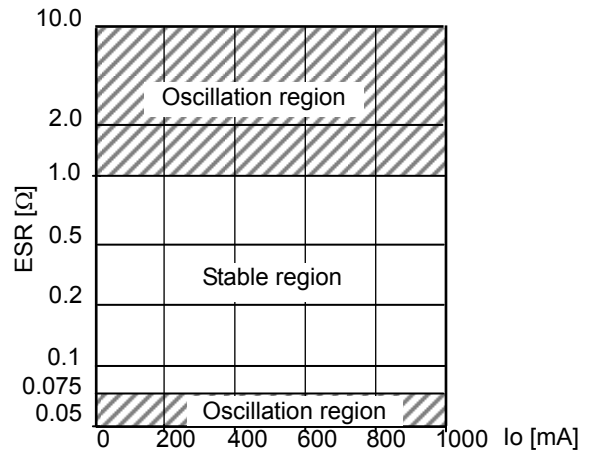 10.0
Oscillation region
2.0
1.0
0.5
ESR [Ω]
Stable region
0.2
0.1
0.075
0.05
Oscillation region
0 200 400 600 800 1000 Io [mA]